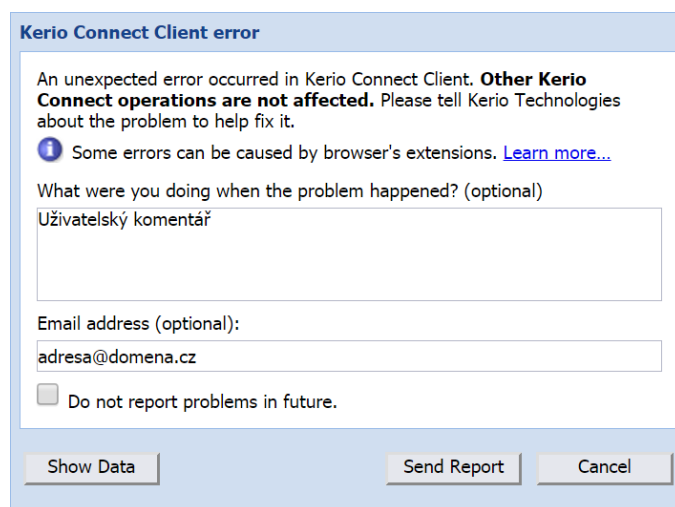 Kerio Connect Client error
An unexpected error occurred in Kerio Connect Client. Other Kerio
Connect operations are not affected. Please tell Kerio Technologies
about the problem to help fix it.
Some errors can be caused by browser's extensions. Learn more...
What were you doing when the problem happened? (optional)
Uživatelský komentář
Email address (optional):
adresa@domena.cz
Do not report problems in future.
Show Data Send Report Cancel